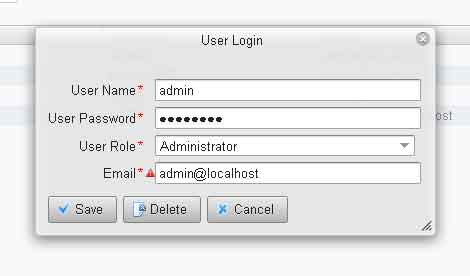 User Login
User Name*
admin
User Password*
••••••••
ost
User Role*
Administrator
Email*
admin@localhost
Save
Delete
Cancel